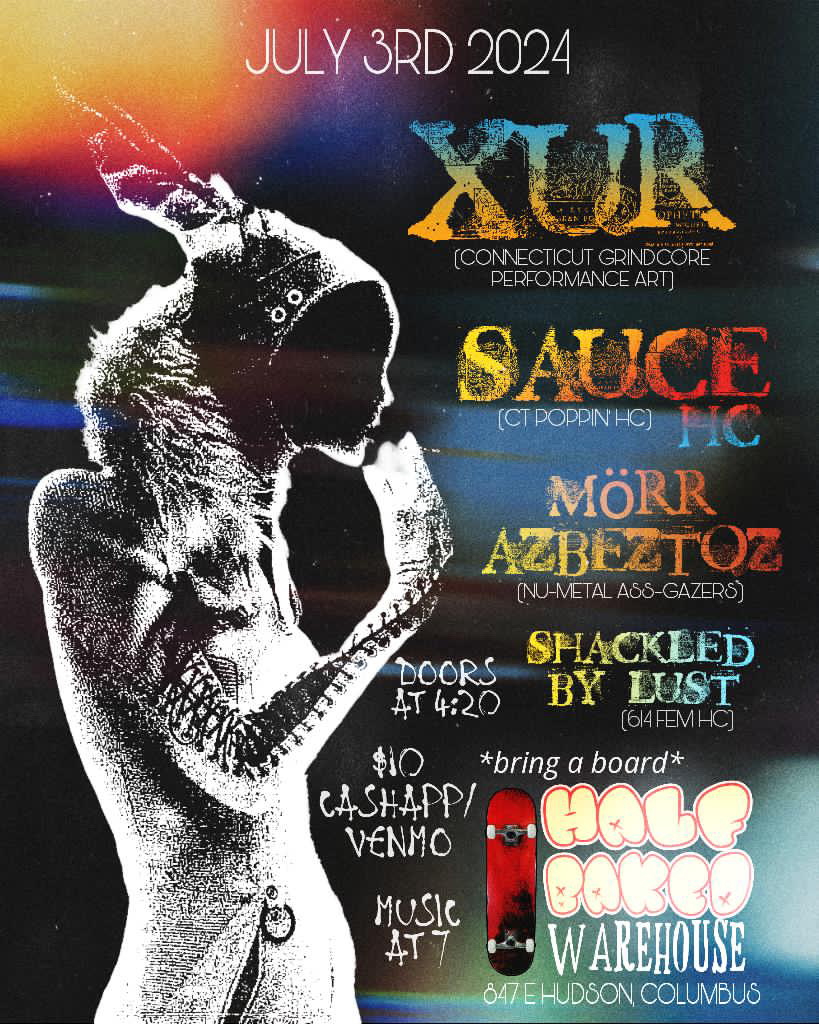 JULY 3RD 2024
XUR
(CONNECTICUT GRINDCORE
PERFORMANCE ART)
SAUCE
HC
(CT POPPIN' HC)
MÖRR
AZBEZTOZ
(NU-METAL ASS-GAZERS)
SHACKLED
BY LUST
(614 FEM HC)
DOORS
AT 4:20
$10
CASHAPP/
VENMO
MUSIC
AT 7
*bring a board*
HALF
BAKED
WAREHOUSE
847 E HUDSON, COLUMBUS